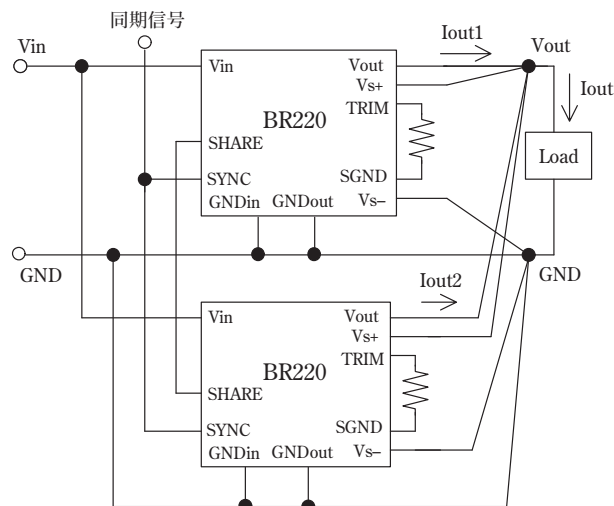 同期信号
Vin
Iout1
Vout
Iout
Vin
Vout
Vs+
TRIM
BR220
SHARE
SYNC
SGND
GNDin
GNDout
Vs−
Load
GND
GND
Iout2
Vin
Vout
Vs+
TRIM
BR220
SHARE
SYNC
SGND
GNDin
GNDout
Vs−